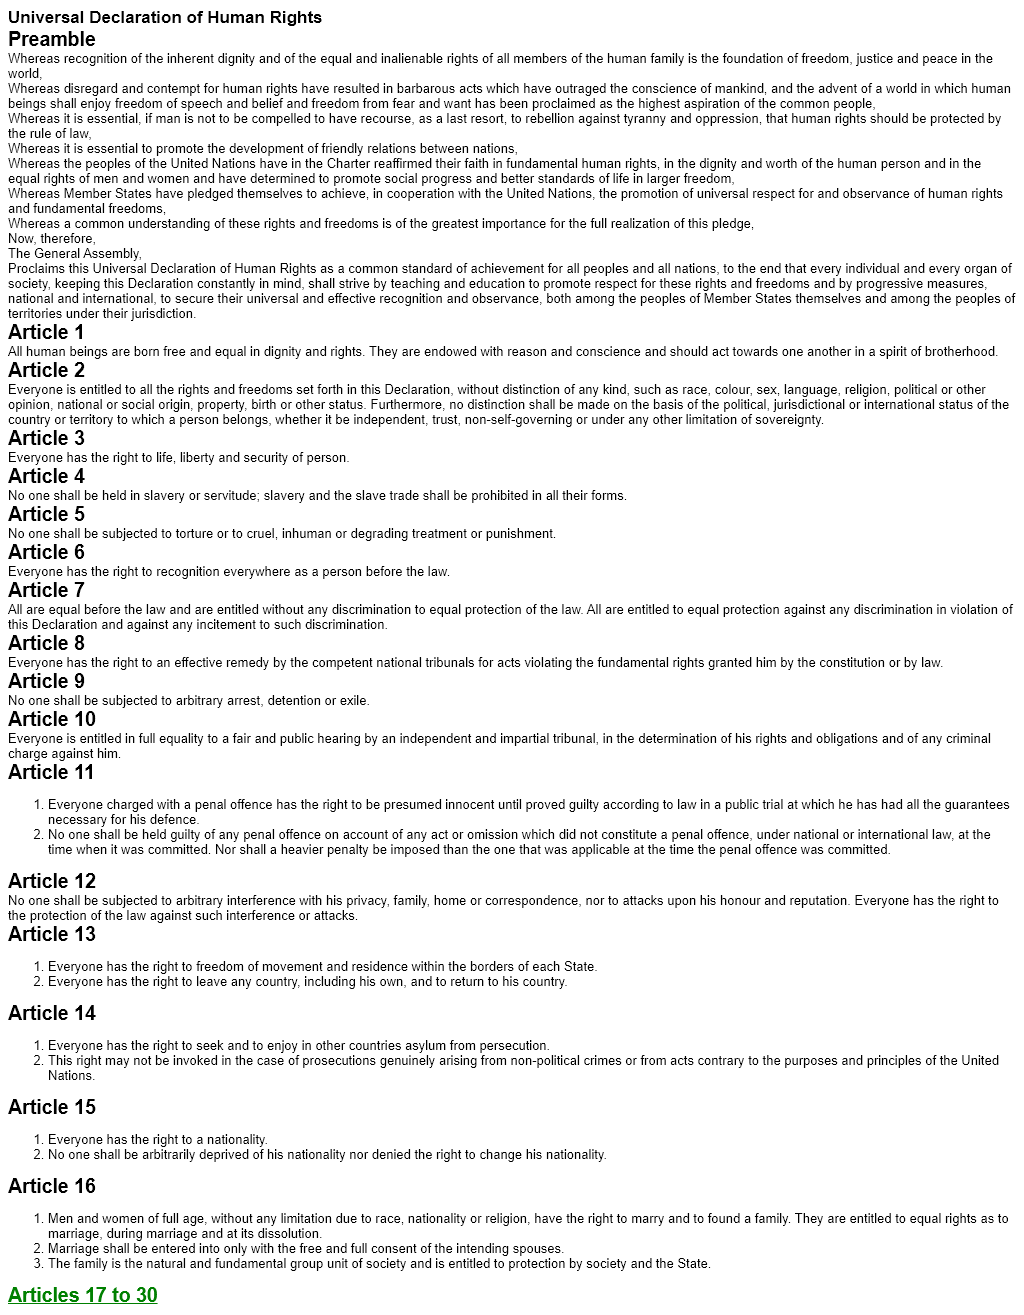 Universal Declaration of Human Rights
Preamble
Whereas recognition of the inherent dignity and of the equal and inalienable rights of all members of the human family is the foundation of freedom, justice and peace in the
world,
Whereas disregard and contempt for human rights have resulted in barbarous acts which have outraged the conscience of mankind, and the advent of a world in which human
beings shall enjoy freedom of speech and belief and freedom from fear and want has been proclaimed as the highest aspiration of the common people,
Whereas it is essential, if man is not to be compelled to have recourse, as a last resort, to rebellion against tyranny and oppression, that human rights should be protected by
the rule of law,
Whereas it is essential to promote the development of friendly relations between nations,
Whereas the peoples of the United Nations have in the Charter reaffirmed their faith in fundamental human rights, in the dignity and worth of the human person and in the
equal rights of men and women and have determined to promote social progress and better standards of life in larger freedom,
Whereas Member States have pledged themselves to achieve, in cooperation with the United Nations, the promotion of universal respect for and observance of human rights
and fundamental freedoms,
Whereas a common understanding of these rights and freedoms is of the greatest importance for the full realization of this pledge,
Now, therefore,
The General Assembly,
Proclaims this Universal Declaration of Human Rights as a common standard of achievement for all peoples and all nations, to the end that every individual and every organ of
society, keeping this Declaration constantly in mind, shall strive by teaching and education to promote respect for these rights and freedoms and by progressive measures,
national and international, to secure their universal and effective recognition and observance, both among the peoples of Member States themselves and among the peoples of
territories under their jurisdiction.
Article 1
All human beings are born free and equal in dignity and rights. They are endowed with reason and conscience and should act towards one another in a spirit of brotherhood.
Article 2
Everyone is entitled to all the rights and freedoms set forth in this Declaration, without distinction of any kind, such as race, colour, sex, language, religion, political or other
opinion, national or social origin, property, birth or other status. Furthermore, no distinction shall be made on the basis of the political, jurisdictional or international status of the
country or territory to which a person belongs, whether it be independent, trust, non-self-governing or under any other limitation of sovereignty.
Article 3
Everyone has the right to life, liberty and security of person.
Article 4
No one shall be held in slavery or servitude; slavery and the slave trade shall be prohibited in all their forms.
Article 5
No one shall be subjected to torture or to cruel, inhuman or degrading treatment or punishment.
Article 6
Everyone has the right to recognition everywhere as a person before the law.
Article 7
All are equal before the law and are entitled without any discrimination to equal protection of the law. All are entitled to equal protection against any discrimination in violation of
this Declaration and against any incitement to such discrimination.
Article 8
Everyone has the right to an effective remedy by the competent national tribunals for acts violating the fundamental rights granted him by the constitution or by law.
Article 9
No one shall be subjected to arbitrary arrest, detention or exile.
Article 10
Everyone is entitled in full equality to a fair and public hearing by an independent and impartial tribunal, in the determination of his rights and obligations and of any criminal
charge against him.
Article 11
1. Everyone charged with a penal offence has the right to be presumed innocent until proved guilty according to law in a public trial at which he has had all the guarantees
necessary for his defence.
2. No one shall be held guilty of any penal offence on account of any act or omission which did not constitute a penal offence, under national or international law, at the
time when it was committed. Nor shall a heavier penalty be imposed than the one that was applicable at the time the penal offence was committed.
Article 12
No one shall be subjected to arbitrary interference with his privacy, family, home or correspondence, nor to attacks upon his honour and reputation. Everyone has the right to
the protection of the law against such interference or attacks.
Article 13
1. Everyone has the right to freedom of movement and residence within the borders of each State.
2. Everyone has the right to leave any country, including his own, and to return to his country.
Article 14
1. Everyone has the right to seek and to enjoy in other countries asylum from persecution.
2. This right may not be invoked in the case of prosecutions genuinely arising from non-political crimes or from acts contrary to the purposes and principles of the United
Nations.
Article 15
1. Everyone has the right to a nationality.
2. No one shall be arbitrarily deprived of his nationality nor denied the right to change his nationality.
Article 16
1. Men and women of full age, without any limitation due to race, nationality or religion, have the right to marry and to found a family. They are entitled to equal rights as to
marriage, during marriage and at its dissolution.
2. Marriage shall be entered into only with the free and full consent of the intending spouses.
3. The family is the natural and fundamental group unit of society and is entitled to protection by society and the State.
Articles 17 to 30